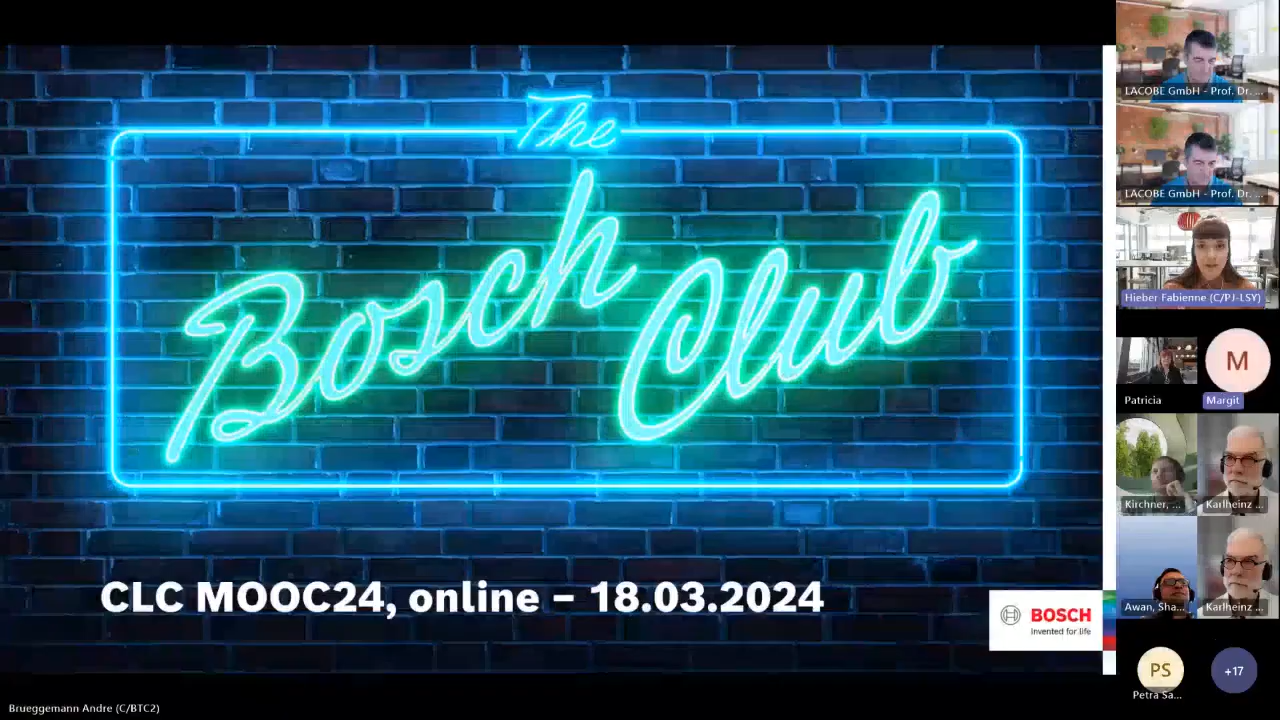 The
Bosch Club
CLC MOOC24, online – 18.03.2024
BOSCH
Invented for life
Brueggemann Andre (C/BTC2)
LACOBE GmbH - Prof. Dr. ...
LACOBE GmbH - Prof. Dr. ...
Hieber Fabienne (C/PJ-LSY)
M
Patricia
Margit
Kirchner, ...
Karlheinz ...
Awan, Sha...
Karlheinz ...
PS
+17
Petra Sa...